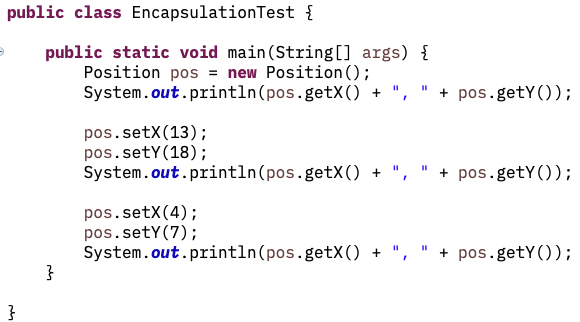 public class EncapsulationTest {
public static void main(String[] args) {
Position pos = new Position();
System.out.println(pos.getX() + ", " + pos.getY());
pos.setX(13);
pos.setY(18);
System.out.println(pos.getX() + ", " + pos.getY());
pos.setX(4);
pos.setY(7);
System.out.println(pos.getX() + ", " + pos.getY());
}
}